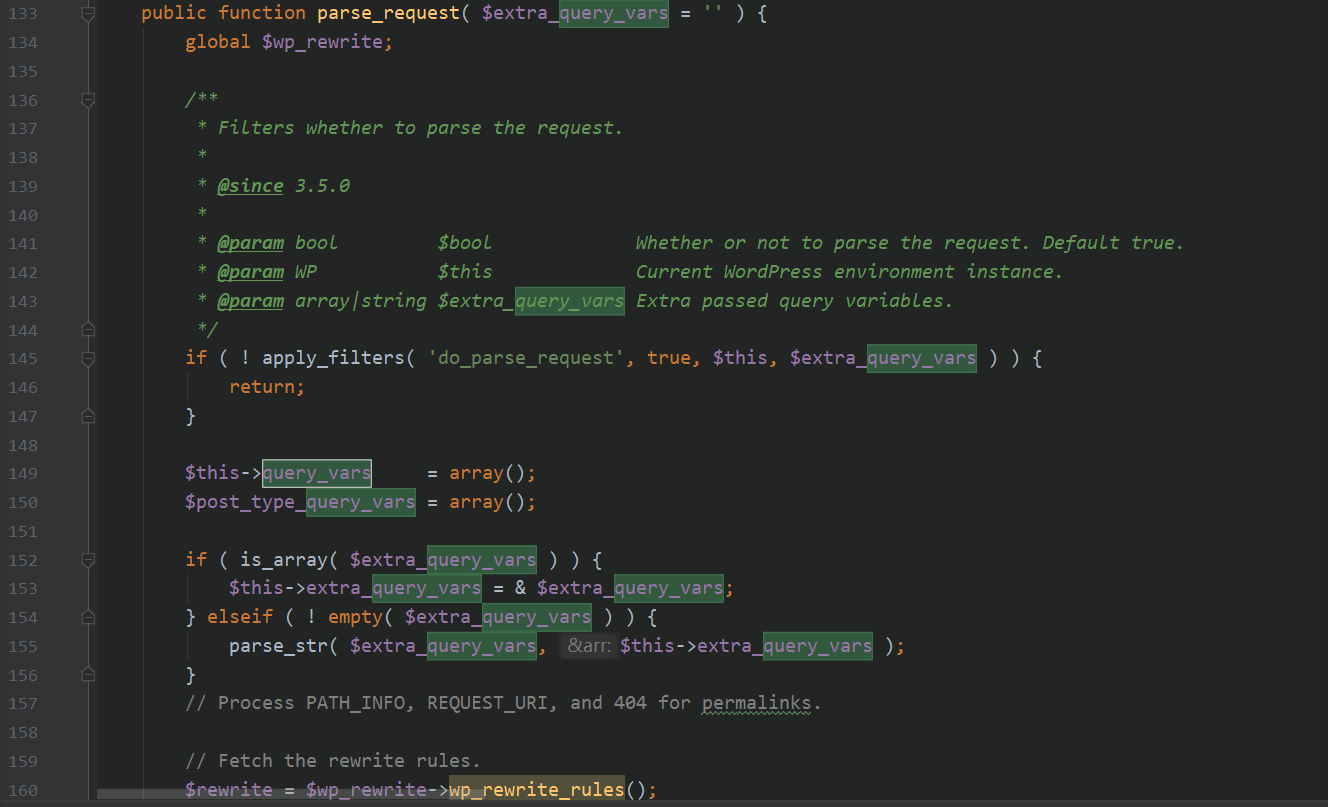 133 public function parse_request( $extra_query_vars = '' ) {
134 global $wp_rewrite;
135
136 /**
137 * Filters whether to parse the request.
138 *
139 * @since 3.5.0
140 *
141 * @param bool $bool Whether or not to parse the request. Default true.
142 * @param WP $this Current WordPress environment instance.
143 * @param array|string $extra_query_vars Extra passed query variables.
144 */
145 if ( ! apply_filters( 'do_parse_request', true, $this, $extra_query_vars ) ) {
146 return;
147 }
148
149 $this->query_vars = array();
150 $post_type_query_vars = array();
151
152 if ( is_array( $extra_query_vars ) ) {
153 $this->extra_query_vars = & $extra_query_vars;
154 } elseif ( ! empty( $extra_query_vars ) ) {
155 parse_str( $extra_query_vars, &arr: $this->extra_query_vars );
156 }
157 // Process PATH_INFO, REQUEST_URI, and 404 for permalinks.
158
159 // Fetch the rewrite rules.
160 $rewrite = $wp_rewrite->wp_rewrite_rules();